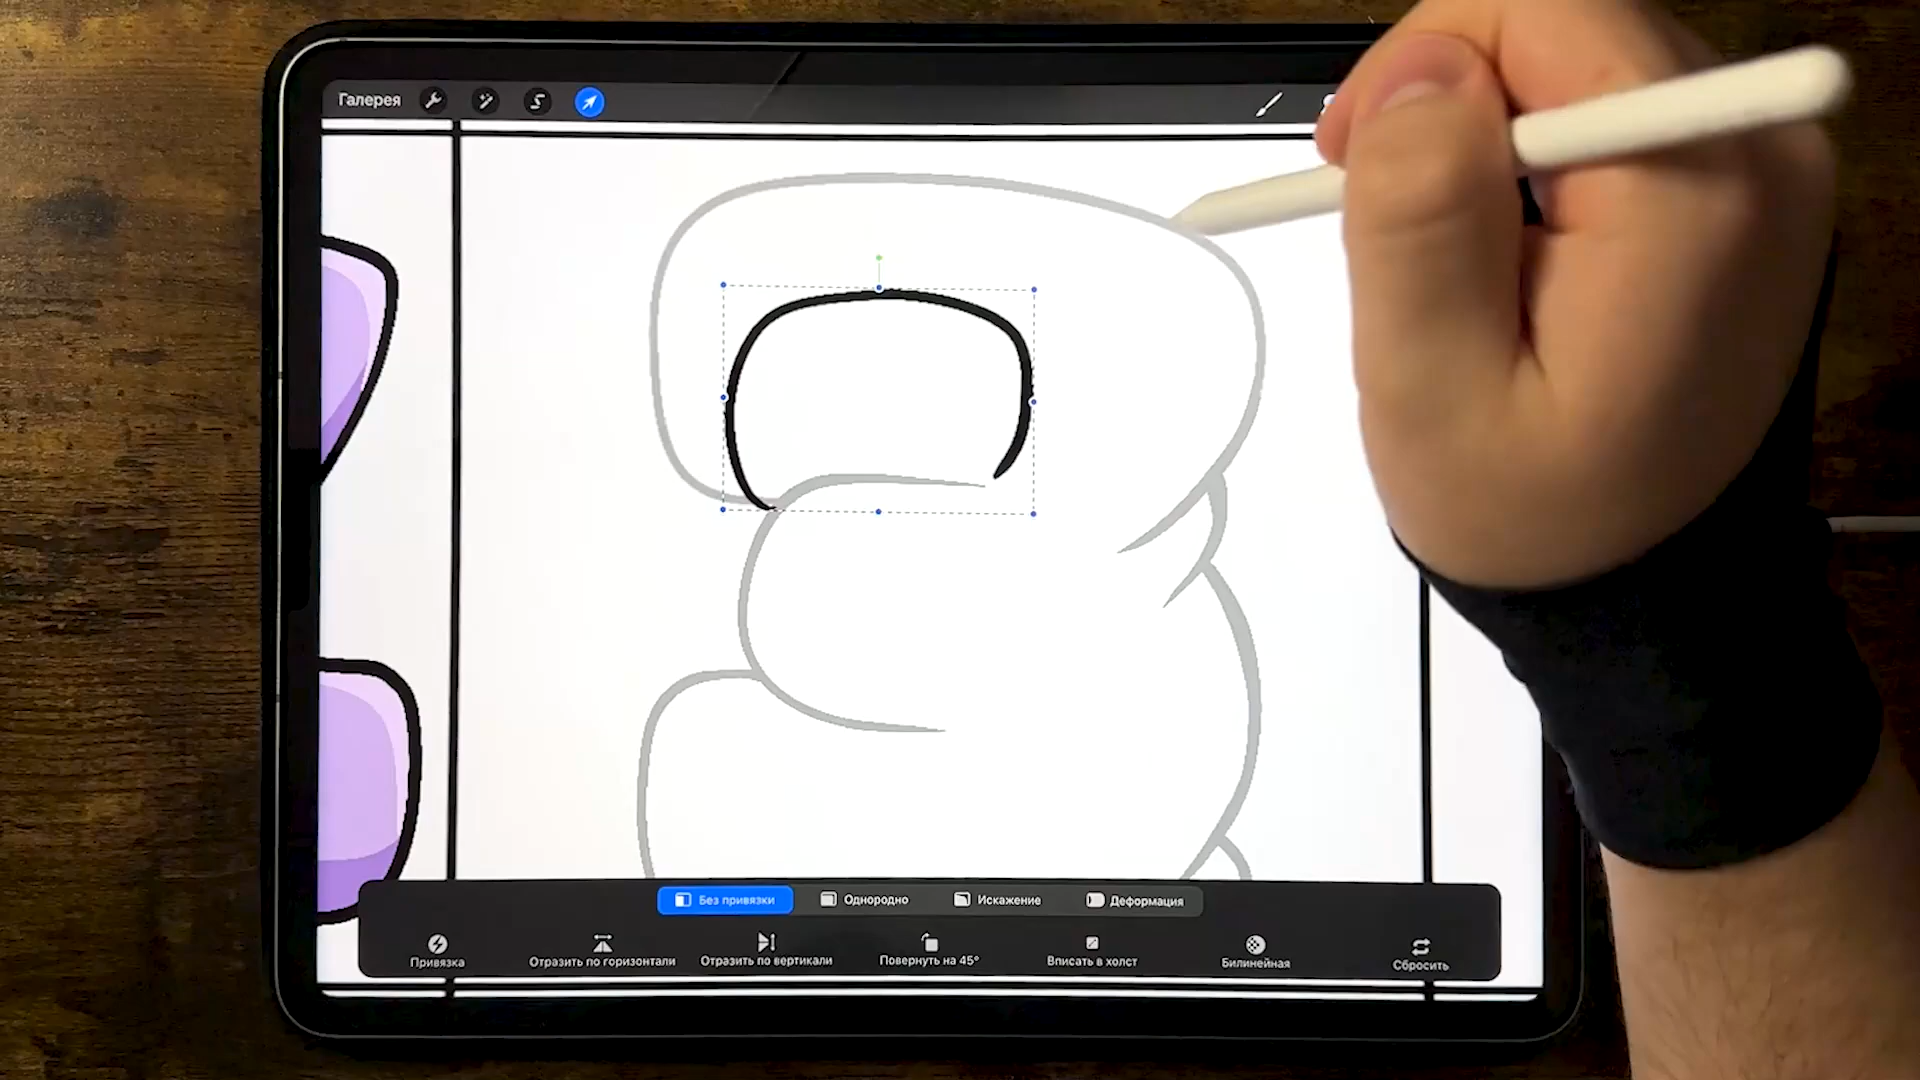 Галерея
Без привязки
Однородно
Искажение
Деформация
Привязка
Отразить по горизонтали
Отразить по вертикали
Повернуть на 45°
Вписать в холст
Билинейная
Сбросить